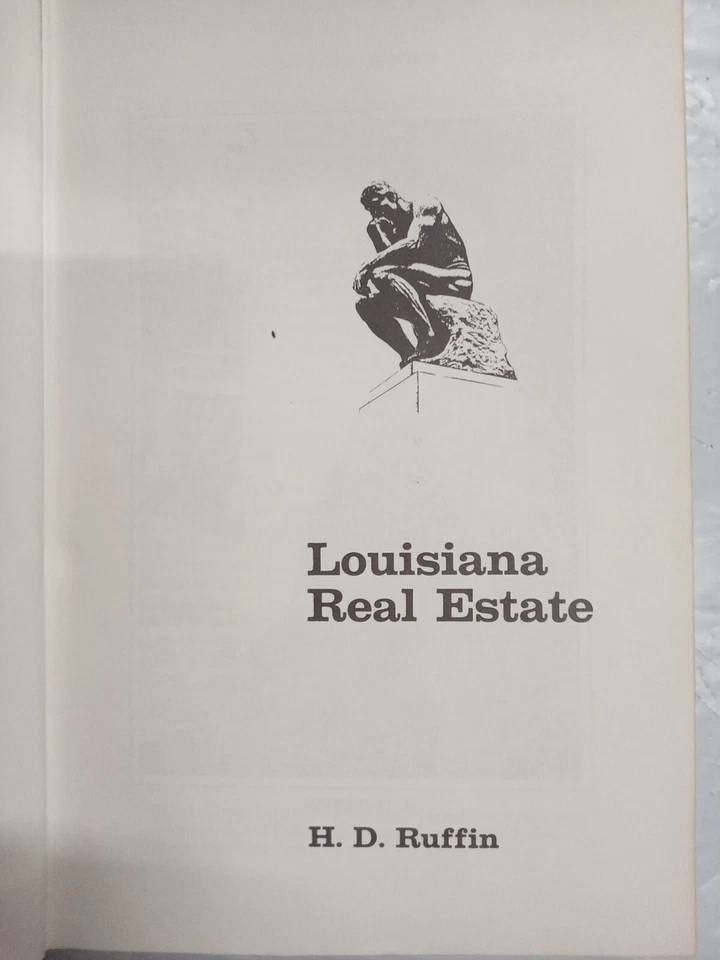 Louisiana
Real Estate
H. D. Ruffin